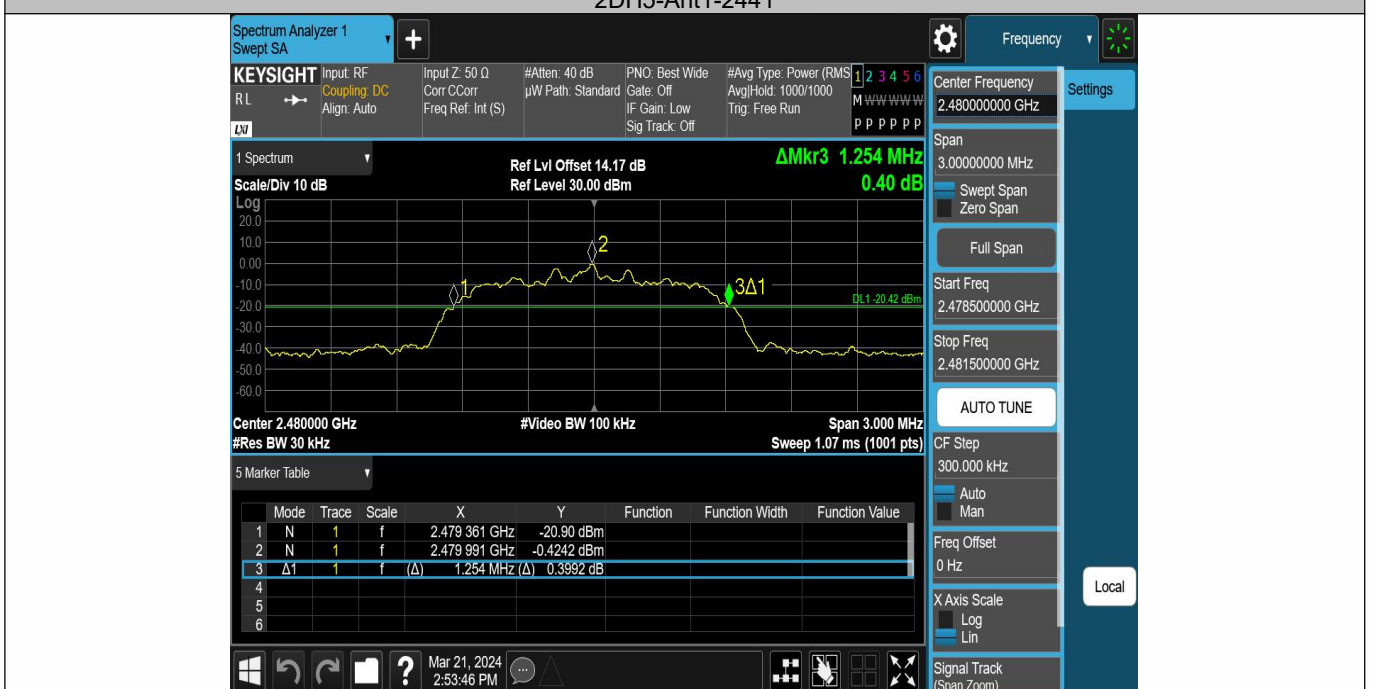 2DH5-Ant1-2441
Spectrum Analyzer 1
Swept SA
+
Frequency
KEYSIGHT
RL
LXI
Input: RF
Coupling: DC
Align: Auto
Input Z: 50 Ω
Corr CCorr
Freq Ref: Int (S)
#Atten: 40 dB
µW Path: Standard
PNO: Best Wide
Gate: Off
IF Gain: Low
Sig Track: Off
#Avg Type: Power (RMS
Avg|Hold: 1000/1000
Trig: Free Run
1 2 3 4 5 6
M W W W W W
P P P P P P
1 Spectrum
Scale/Div 10 dB
Ref Lvl Offset 14.17 dB
Ref Level 30.00 dBm
ΔMkr3 1.254 MHz
0.40 dB
Log
20.0
10.0
0.00
-10.0
-20.0
-30.0
-40.0
-50.0
-60.0
1
2
3Δ1
DL1 -20.42 dBm
Center 2.480000 GHz
#Video BW 100 kHz
Span 3.000 MHz
#Res BW 30 kHz
Sweep 1.07 ms (1001 pts)
5 Marker Table
Mode Trace Scale X Y Function Function Width Function Value
1 N 1 f 2.479 361 GHz -20.90 dBm
2 N 1 f 2.479 991 GHz -0.4242 dBm
3 Δ1 1 f (Δ) 1.254 MHz (Δ) 0.3992 dB
4
5
6
?
Mar 21, 2024
2:53:46 PM
Center Frequency
2.480000000 GHz
Settings
Span
3.00000000 MHz
Swept Span
Zero Span
Full Span
Start Freq
2.478500000 GHz
Stop Freq
2.481500000 GHz
AUTO TUNE
CF Step
300.000 kHz
Auto
Man
Freq Offset
0 Hz
Local
X Axis Scale
Log
Lin
Signal Track
(Span Zoom)